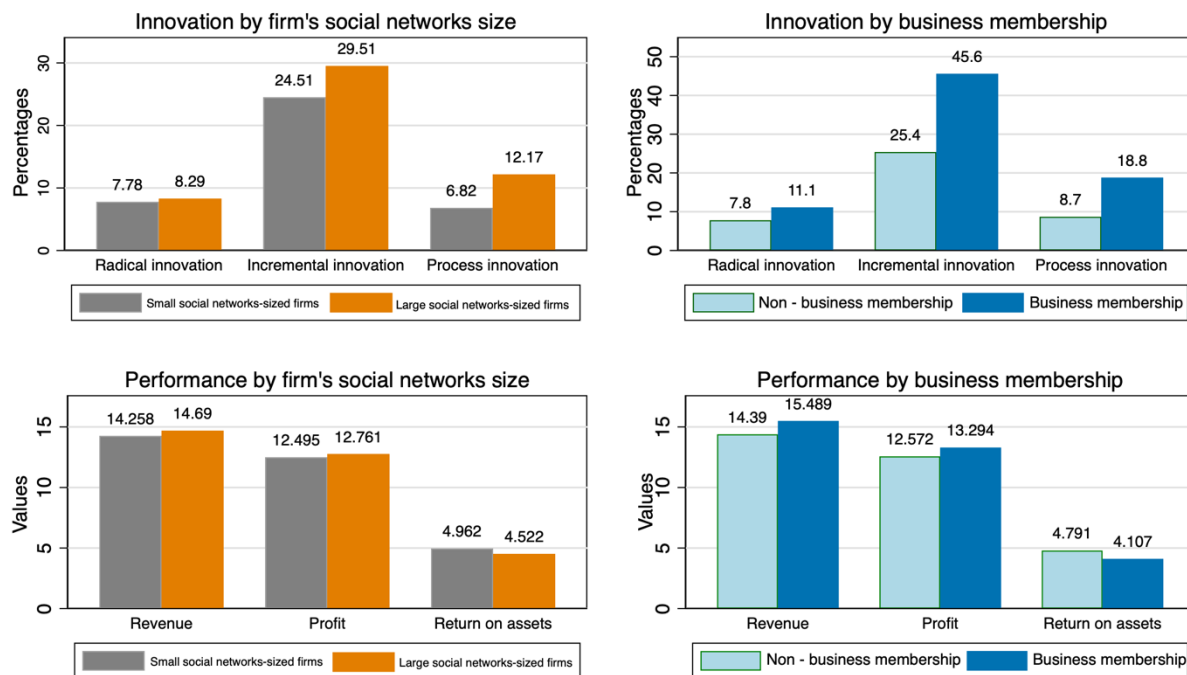 Innovation by firm's social networks size
Percentages
30
20
10
0
7.78
8.29
24.51
29.51
6.82
12.17
Radical innovation
Incremental innovation
Process innovation
Small social networks-sized firms
Large social networks-sized firms
Innovation by business membership
Percentages
50
40
30
20
10
0
7.8
11.1
25.4
45.6
8.7
18.8
Radical innovation
Incremental innovation
Process innovation
Non - business membership
Business membership
Performance by firm's social networks size
Values
15
10
5
0
14.258
14.69
12.495
12.761
4.962
4.522
Revenue
Profit
Return on assets
Small social networks-sized firms
Large social networks-sized firms
Performance by business membership
Values
15
10
5
0
14.39
15.489
12.572
13.294
4.791
4.107
Revenue
Profit
Return on assets
Non - business membership
Business membership